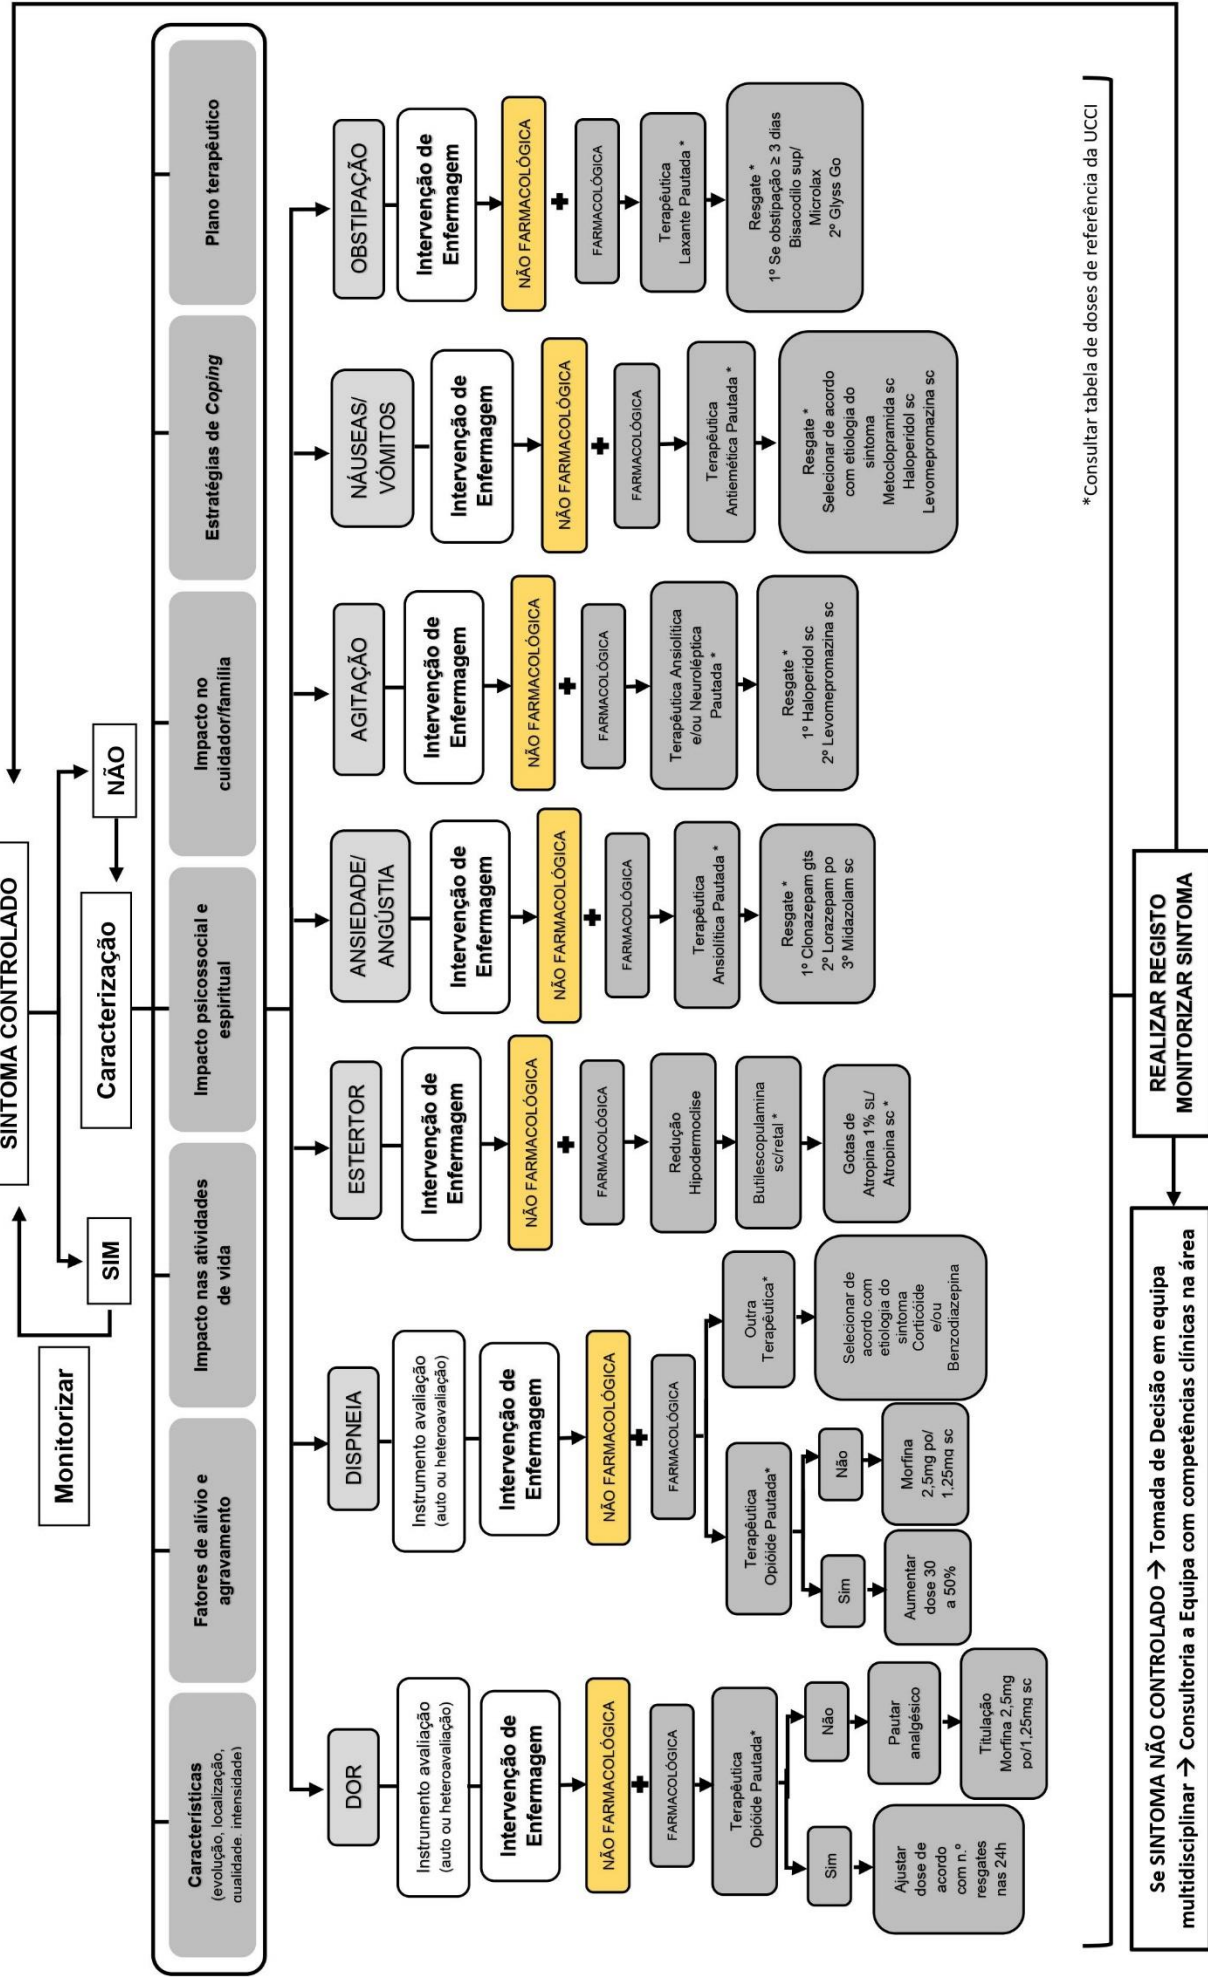 SINTOMA CONTROLADO
Monitorizar
SIM
NÃO
Caracterização
Características
(evolução, localização,
qualidade, intensidade)
Fatores de alívio e
agravamento
Impacto nas atividades
de vida
Impacto psicossocial e
espiritual
Impacto no
cuidador/família
Estratégias de Coping
Plano terapêutico
DOR
Instrumento avaliação
(auto ou heteroavaliação)
Intervenção de
Enfermagem
NÃO FARMACOLÓGICA
+
FARMACOLÓGICA
Terapêutica
Opióide Pautada*
Sim
Ajustar
dose de
acordo
com n.º
resgates
nas 24h
Não
Pautar
analgésico
Titulação
Morfina 2,5mg
po/1,25mg sc
DISPNEIA
Instrumento avaliação
(auto ou heteroavaliação)
Intervenção de
Enfermagem
NÃO FARMACOLÓGICA
+
FARMACOLÓGICA
Terapêutica
Opióide Pautada*
Sim
Aumentar
dose 30
a 50%
Não
Morfina
2,5mg po/
1,25mg sc
Outra
Terapêutica*
Selecionar de
acordo com
etiologia do
sintoma
Corticóide
e/ou
Benzodiazepina
ESTERTOR
Intervenção de
Enfermagem
NÃO FARMACOLÓGICA
+
FARMACOLÓGICA
Redução
Hipodermoclise
Butilescopulamina
sc/retal *
Gotas de
Atropina 1% SL/
Atropina sc *
ANSIEDADE/
ANGÚSTIA
Intervenção de
Enfermagem
NÃO FARMACOLÓGICA
+
FARMACOLÓGICA
Terapêutica
Ansiolítica Pautada *
Resgate *
1º Clonazepam gts
2º Lorazepam po
3º Midazolam sc
AGITAÇÃO
Intervenção de
Enfermagem
NÃO FARMACOLÓGICA
+
FARMACOLÓGICA
Terapêutica Ansiolítica
e/ou Neuroléptica
Pautada *
Resgate *
1º Haloperidol sc
2º Levomepromazina sc
NÁUSEAS/
VÓMITOS
Intervenção de
Enfermagem
NÃO FARMACOLÓGICA
+
FARMACOLÓGICA
Terapêutica
Antiemética Pautada *
Resgate *
Selecionar de acordo
com etiologia do
sintoma
Metoclopramida sc
Haloperidol sc
Levomepromazina sc
OBSTIPAÇÃO
Intervenção de
Enfermagem
NÃO FARMACOLÓGICA
+
FARMACOLÓGICA
Terapêutica
Laxante Pautada *
Resgate *
1º Se obstipação ≥ 3 dias
Bisacodilo sup/
Microlax
2º Glyss Go
*Consultar tabela de doses de referência da UCCI
REALIZAR REGISTO
MONITORIZAR SINTOMA
Se SINTOMA NÃO CONTROLADO → Tomada de Decisão em equipa
multidisciplinar → Consultoria a Equipa com competências clínicas na área